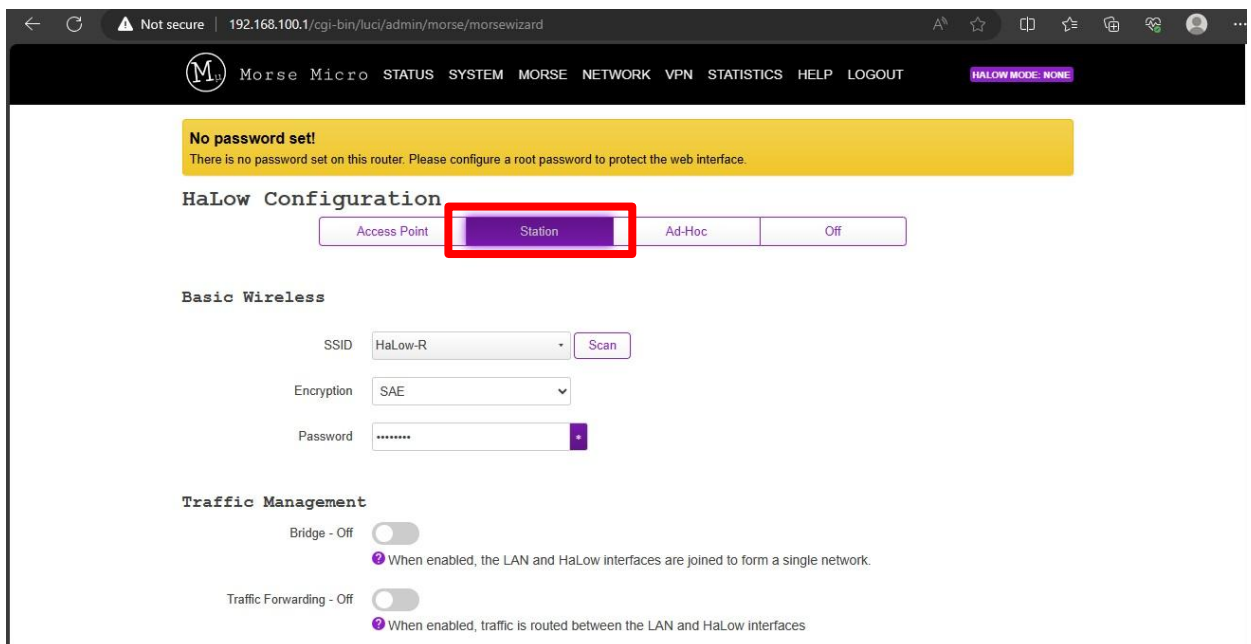 Not secure 192.168.100.1/cgi-bin/luci/admin/morse/morsewizard
Mμ Morse Micro STATUS SYSTEM MORSE NETWORK VPN STATISTICS HELP LOGOUT HALOW MODE: NONE
No password set!
There is no password set on this router. Please configure a root password to protect the web interface.
HaLow Configuration
Access Point Station Ad-Hoc Off
Basic Wireless
SSID HaLow-R Scan
Encryption SAE
Password •••••••• *
Traffic Management
Bridge - Off
? When enabled, the LAN and HaLow interfaces are joined to form a single network.
Traffic Forwarding - Off
? When enabled, traffic is routed between the LAN and HaLow interfaces